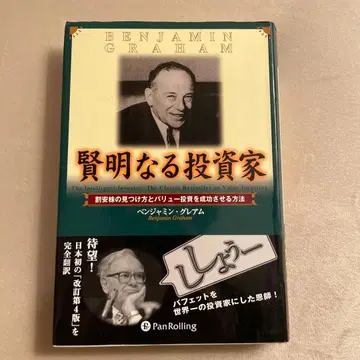 BENJAMIN
GRAHAM
賢明なる投資家
The Intelligent Investor: The Classic Bestseller on Value Investing
割安株の見つけ方とバリュー投資を成功させる方法
ベンジャミン・グレアム
Benjamin Graham
待望!
日本初の「改訂第4版」を
完全翻訳
ししょうー
バフェットを
世界一の投資家にした恩師!
PanRolling